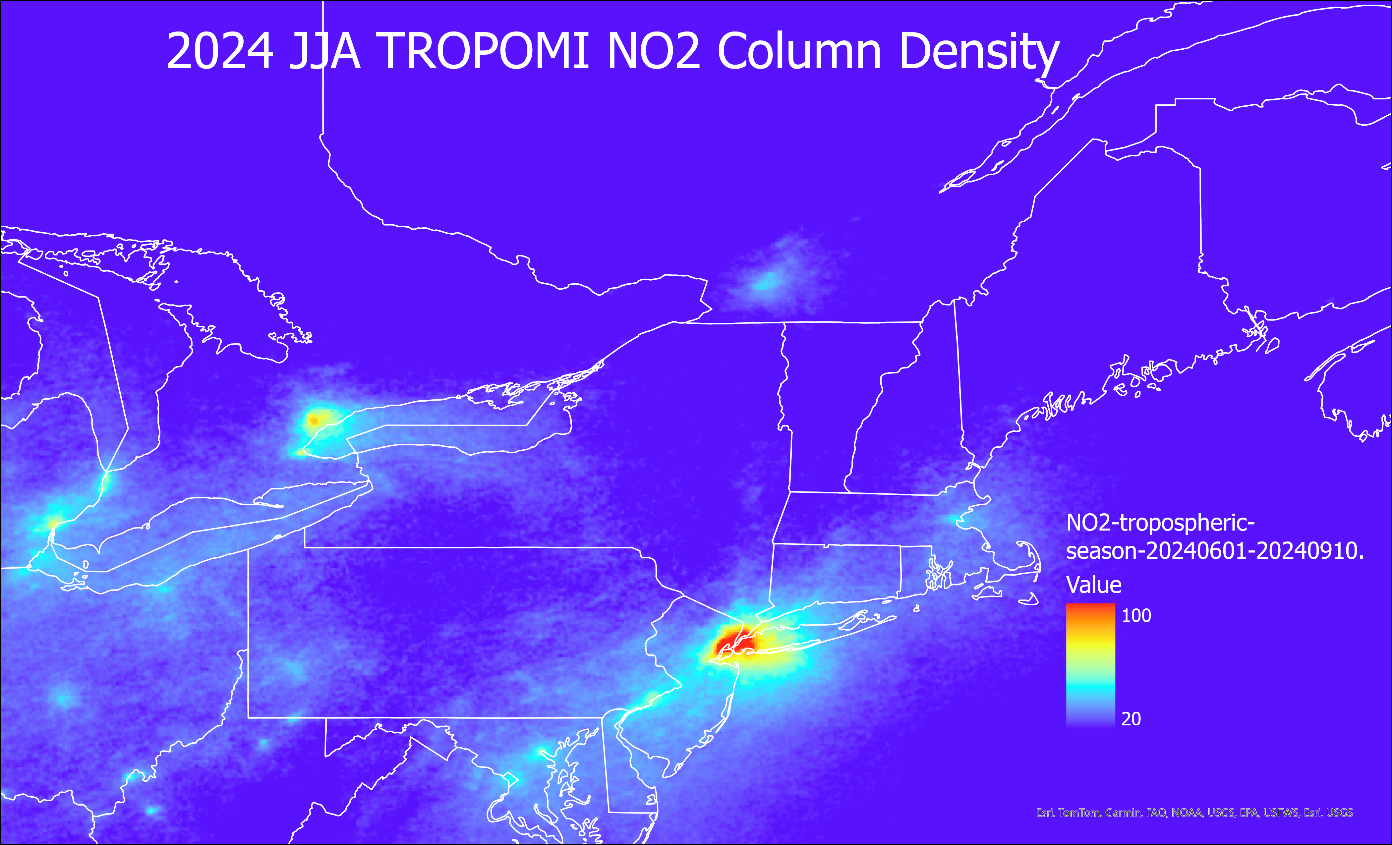 2024 JJA TROPOMI NO2 Column Density
NO2-tropospheric-
season-20240601-20240910.
Value
100
20
Esri, TomTom, Garmin, FAO, NOAA, USGS, EPA, USFWS, Esri, USGS